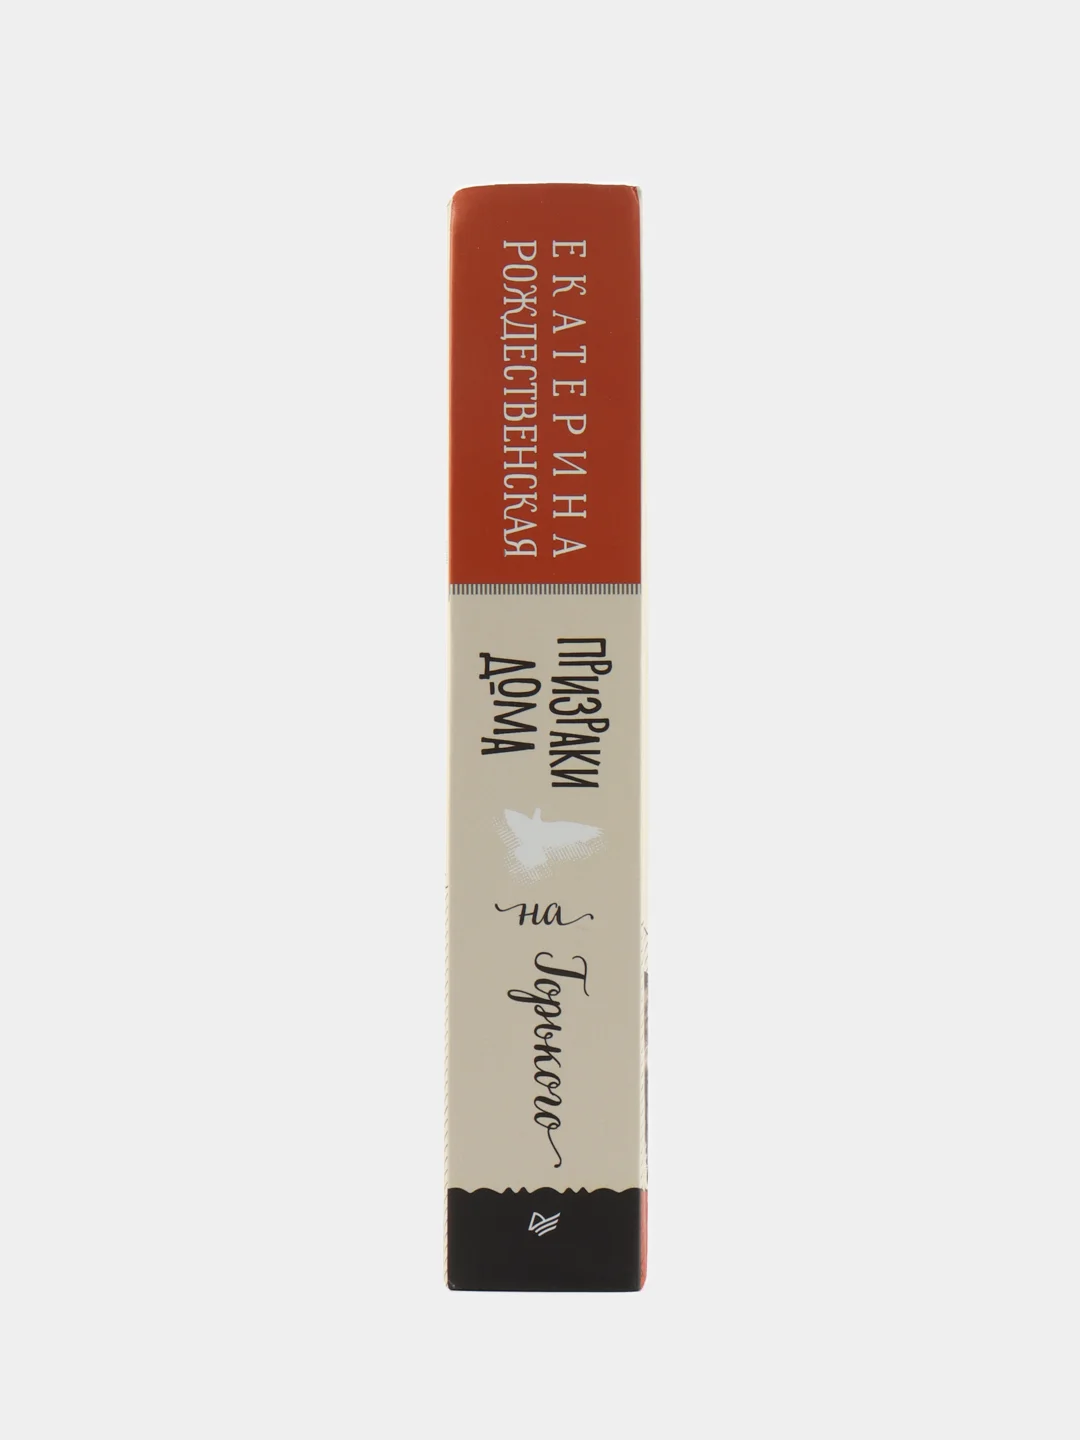 ЕКАТЕРИНА
РОЖДЕСТВЕНСКАЯ
ПРИЗРАКИ
ДОМА
на
Горького